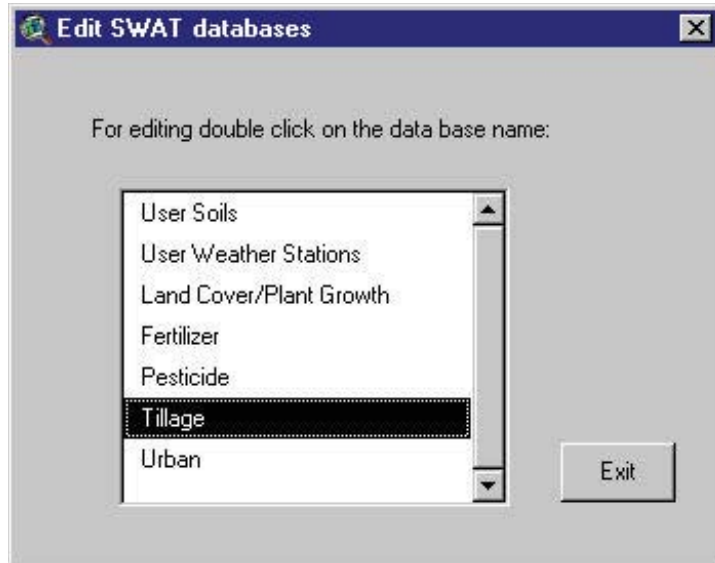 Edit SWAT databases
For editing double click on the data base name:
User Soils
User Weather Stations
Land Cover/Plant Growth
Fertilizer
Pesticide
Tillage
Urban
Exit